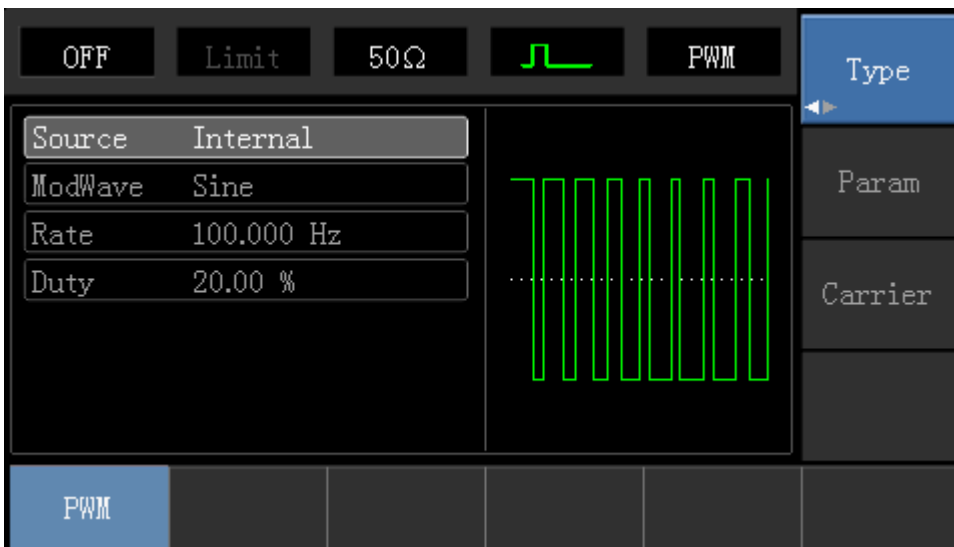 OFF Limit 50Ω PWM
Type
Source Internal
ModWave Sine
Rate 100.000 Hz
Duty 20.00 %
Param
Carrier
PWM